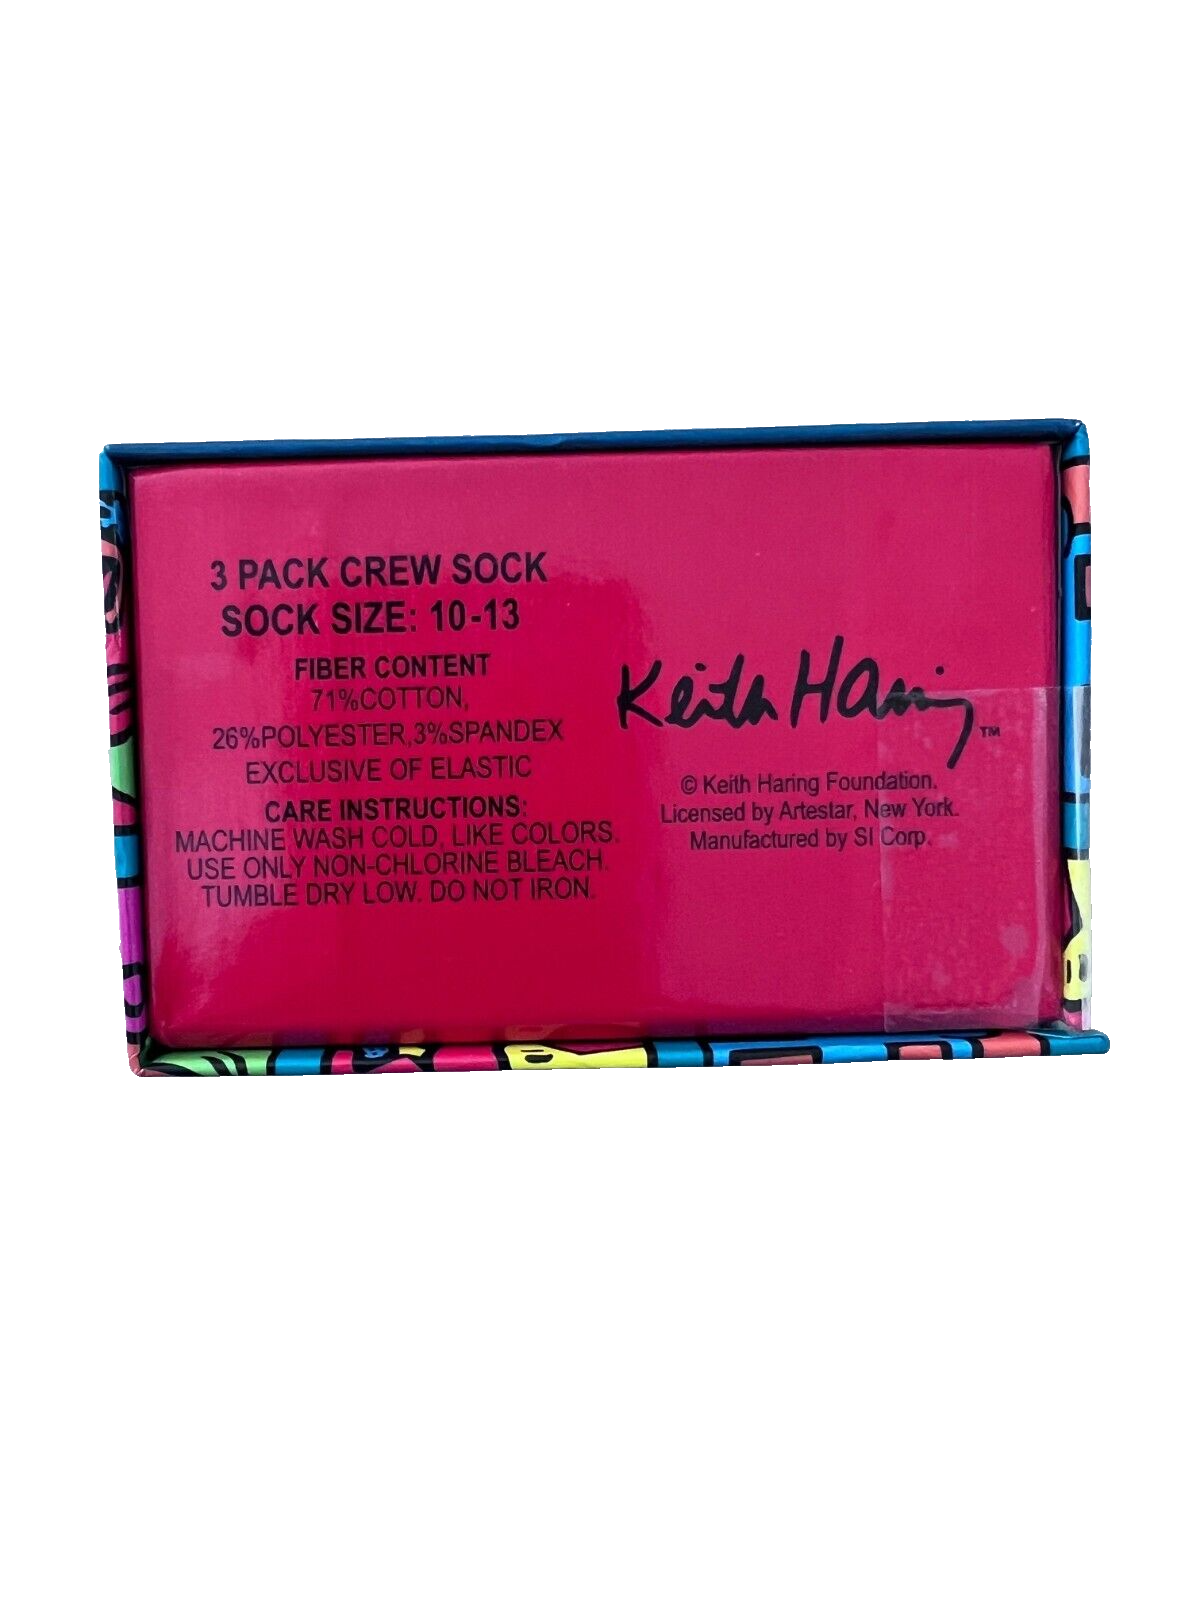 3 PACK CREW SOCK
SOCK SIZE: 10-13
FIBER CONTENT
71%COTTON,
26%POLYESTER,3%SPANDEX
EXCLUSIVE OF ELASTIC
CARE INSTRUCTIONS:
MACHINE WASH COLD, LIKE COLORS.
USE ONLY NON-CHLORINE BLEACH.
TUMBLE DRY LOW. DO NOT IRON.
Keith Haring™
© Keith Haring Foundation.
Licensed by Artestar, New York.
Manufactured by SI Corp.